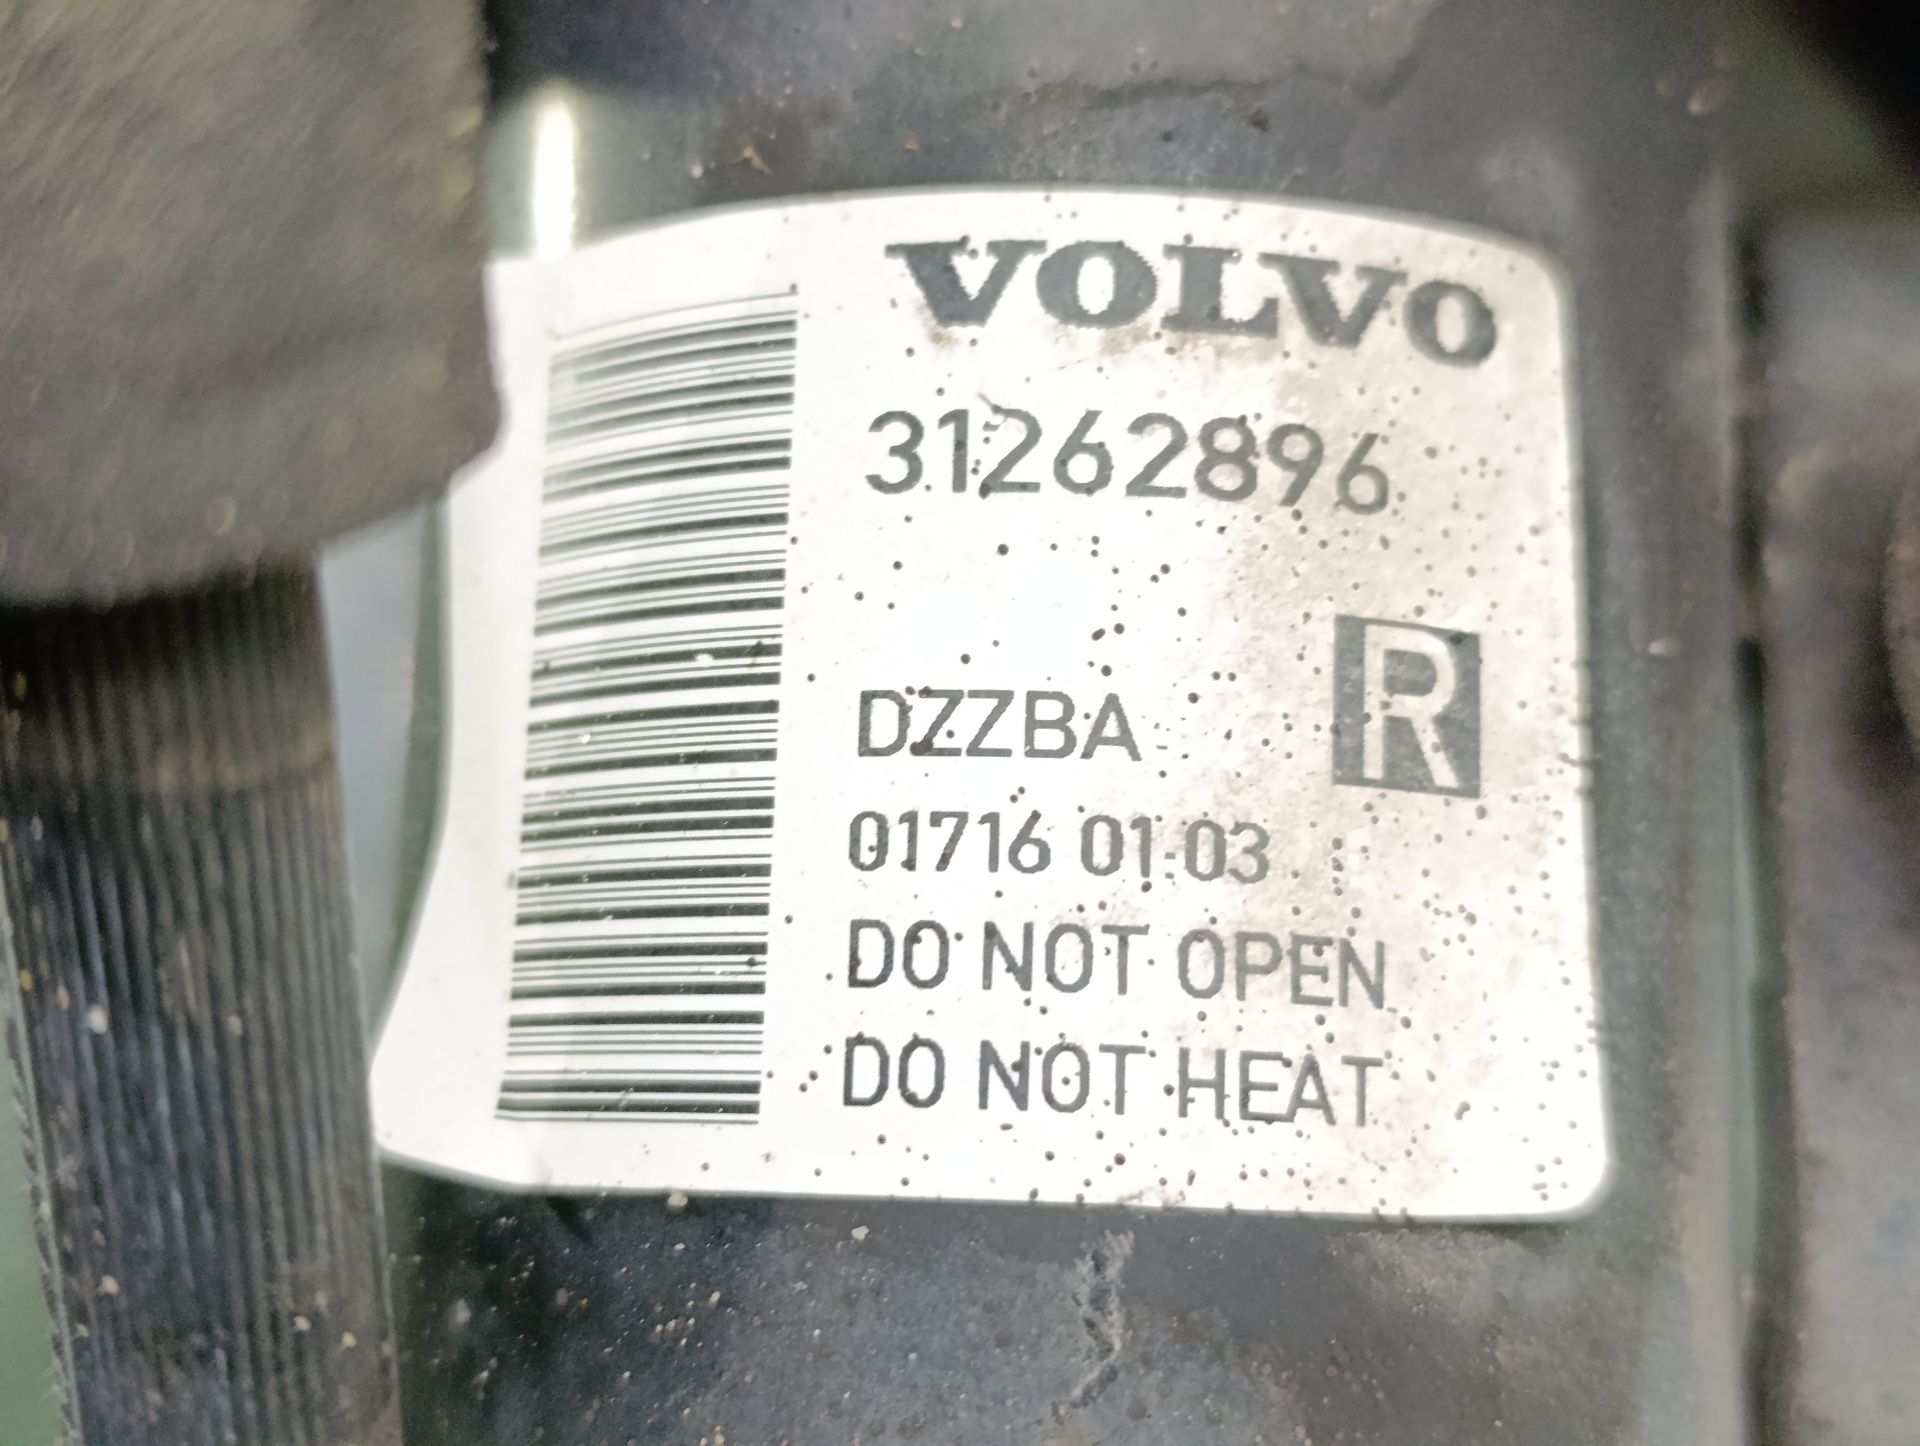 VOLVO
31262896
R
DZZBA
01716 01 03
DO NOT OPEN
DO NOT HEAT